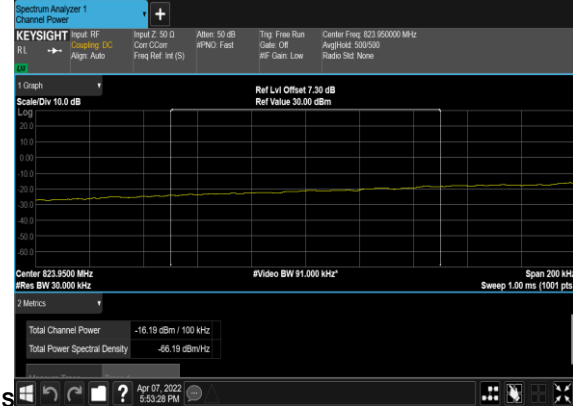 Spectrum Analyzer 1
Channel Power
+
KEYSIGHT
RL
Input: RF
Coupling: DC
Align: Auto
Input Z: 50 Ω
Corr CCorr
Freq Ref: Int (S)
Atten: 50 dB
#PNO: Fast
Trig: Free Run
Gate: Off
#IF Gain: Low
Center Freq: 823.950000 MHz
Avg|Hold: 500/500
Radio Std: None
1 Graph
Scale/Div 10.0 dB
Ref Lvl Offset 7.30 dB
Ref Value 30.00 dBm
Log
20.0
10.0
0.00
-10.0
-20.0
-30.0
-40.0
-50.0
-60.0
Center 823.9500 MHz
#Res BW 30.000 kHz
#Video BW 91.000 kHz*
Span 200 kHz
Sweep 1.00 ms (1001 pts
2 Metrics
Total Channel Power -16.19 dBm / 100 kHz
Total Power Spectral Density -66.19 dBm/Hz
s
?
Apr 07, 2022
5:53:28 PM